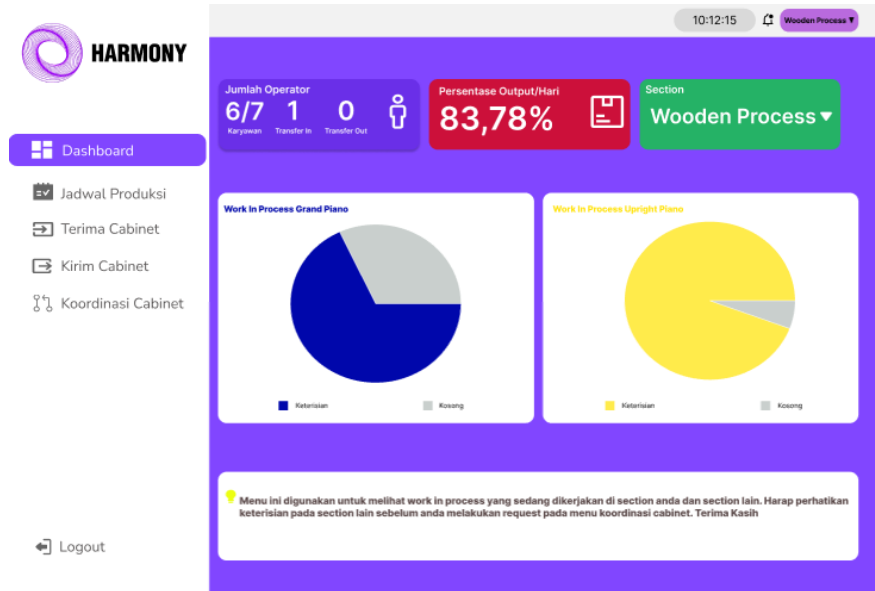 HARMONY
10:12:15
Wooden Process ▼
Dashboard
Jadwal Produksi
Terima Cabinet
Kirim Cabinet
Koordinasi Cabinet
Logout
Jumlah Operator
6/7 1 0
Karyawan Transfer In Transfer Out
Persentase Output/Hari
83,78%
Section
Wooden Process ▼
Work In Process Grand Piano
Keterisian Kosong
Work In Process Upright Piano
Keterisian Kosong
Menu ini digunakan untuk melihat work in process yang sedang dikerjakan di section anda dan section lain. Harap perhatikan
keterisian pada section lain sebelum anda melakukan request pada menu koordinasi cabinet. Terima Kasih